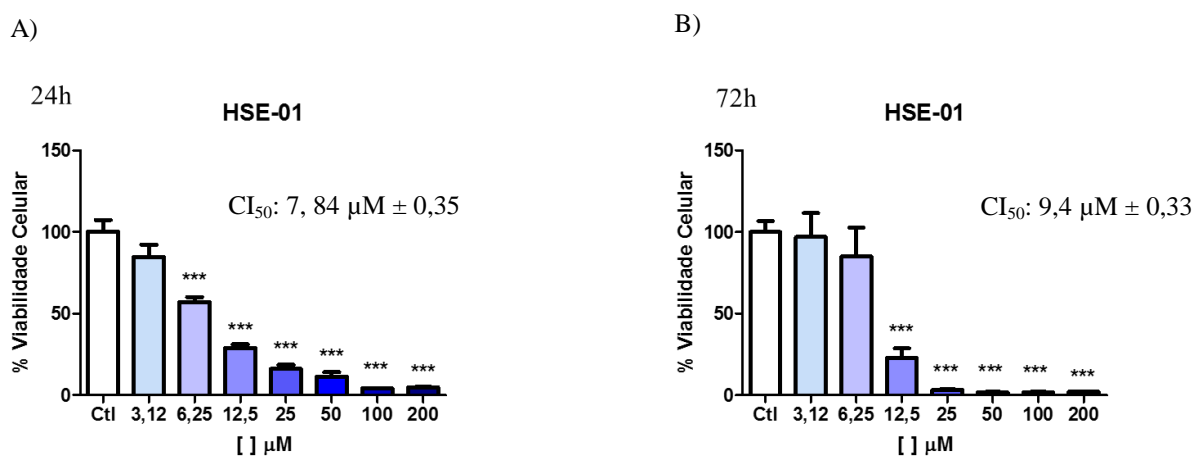 A)
24h
HSE-01
CI50: 7, 84 µM ± 0,35
% Viabilidade Celular
150
100
50
0
***
***
***
***
***
***
Ctl 3,12 6,25 12,5 25 50 100 200
[ ] µM
B)
72h
HSE-01
CI50: 9,4 µM ± 0,33
% Viabilidade Celular
150
100
50
0
***
***
***
***
***
Ctl 3,12 6,25 12,5 25 50 100 200
[ ] µM